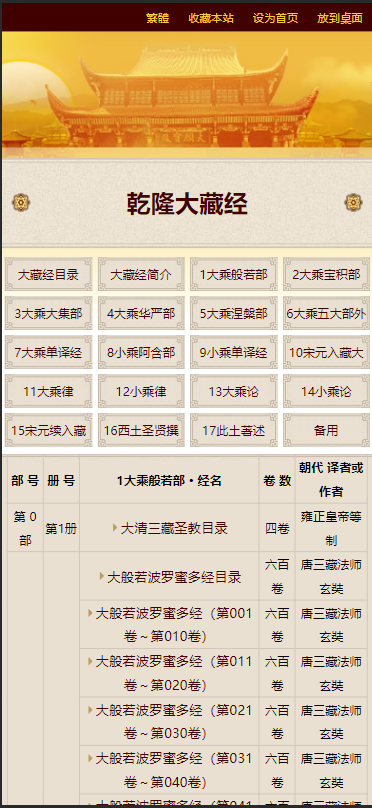 繁體 收藏本站 设为首页 放到桌面
乾隆大藏经
大藏经目录 大藏经简介 1大乘般若部 2大乘宝积部
3大乘大集部 4大乘华严部 5大乘涅槃部 6大乘五大部外
7大乘单译经 8小乘阿含部 9小乘单译经 10宋元入藏大
11大乘律 12小乘律 13大乘论 14小乘论
15宋元续入藏 16西土圣贤撰 17此土著述 备用
部 号 册 号 1大乘般若部·经名 卷 数 朝代 译者或
作者
第 0
部 第1册 大清三藏圣教目录 四卷 雍正皇帝等
制
大般若波罗蜜多经目录 六百
卷 唐三藏法师
玄奘
大般若波罗蜜多经（第001
卷～第010卷） 六百
卷 唐三藏法师
玄奘
大般若波罗蜜多经（第011
卷～第020卷） 六百
卷 唐三藏法师
玄奘
大般若波罗蜜多经（第021
卷～第030卷） 六百
卷 唐三藏法师
玄奘
大般若波罗蜜多经（第031
卷～第040卷） 六百
卷 唐三藏法师
玄奘